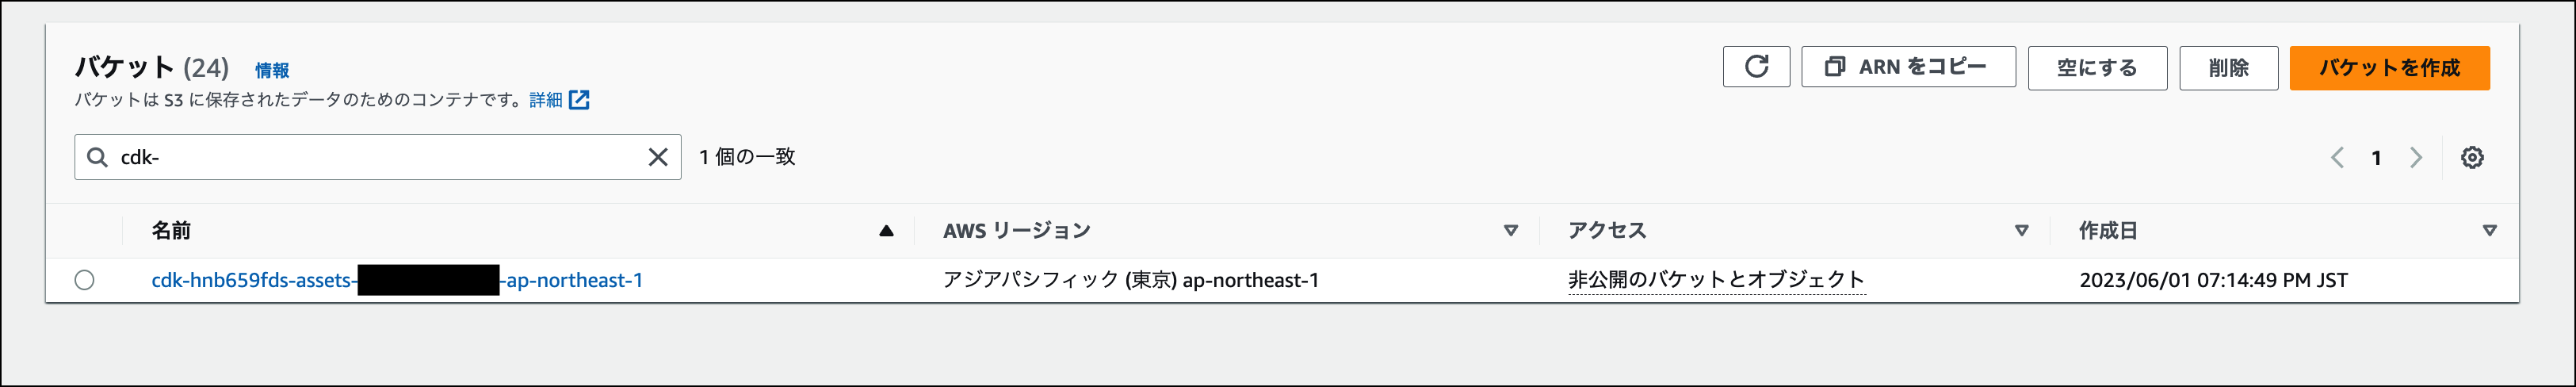 バケット (24) 情報
バケットは S3 に保存されたデータのためのコンテナです。詳細
ARN をコピー
空にする
削除
バケットを作成
cdk-
1 個の一致
1
名前 AWS リージョン アクセス 作成日
cdk-hnb659fds-assets- -ap-northeast-1 アジアパシフィック (東京) ap-northeast-1 非公開のバケットとオブジェクト 2023/06/01 07:14:49 PM JST